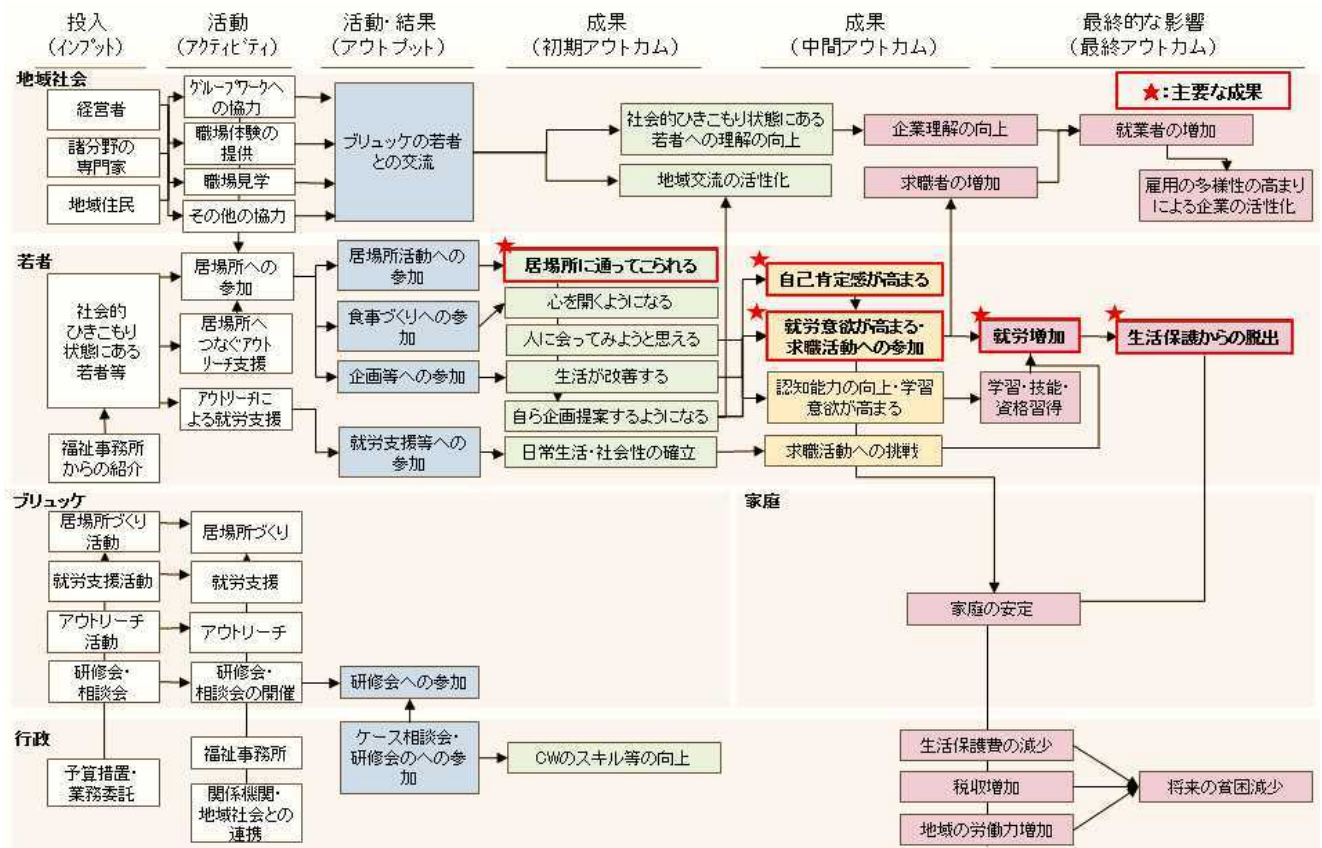 投入
(インプット)
活動
(アクティビティ)
活動・結果
(アウトプット)
成果
(初期アウトカム)
成果
(中間アウトカム)
最終的な影響
(最終アウトカム)
地域社会
★:主要な成果
経営者
諸分野の
専門家
地域住民
グループワークへ
の協力
職場体験の
提供
職場見学
その他の協力
ブリュッケの若者
との交流
社会的ひきこもり状態にある
若者への理解の向上
地域交流の活性化
企業理解の向上
求職者の増加
就業者の増加
雇用の多様性の高まり
による企業の活性化
若者
社会的
ひきこもり
状態にある
若者等
福祉事務所
からの紹介
居場所への
参加
居場所へ
つなぐアウト
リーチ支援
アウトリーチに
よる就労支援
居場所活動への
参加
食事づくりへの参
加
企画等への参加
就労支援等への
参加
★
居場所に通ってこられる
心を開くようになる
人に会ってみようと思える
生活が改善する
自ら企画提案するようになる
日常生活・社会性の確立
★
自己肯定感が高まる
★
就労意欲が高まる・
求職活動への参加
認知能力の向上・学習
意欲が高まる
求職活動への挑戦
★
就労増加
学習・技能・
資格習得
★
生活保護からの脱出
ブリュッケ
居場所づくり
活動
就労支援活動
アウトリーチ
活動
研修会・
相談会
居場所づくり
就労支援
アウトリーチ
研修会・
相談会の開催
研修会への参加
家庭
家庭の安定
行政
予算措置・
業務委託
福祉事務所
関係機関・
地域社会との
連携
ケース相談会・
研修会のへの参
加
CWのスキル等の向上
生活保護費の減少
税収増加
地域の労働力増加
将来の貧困減少